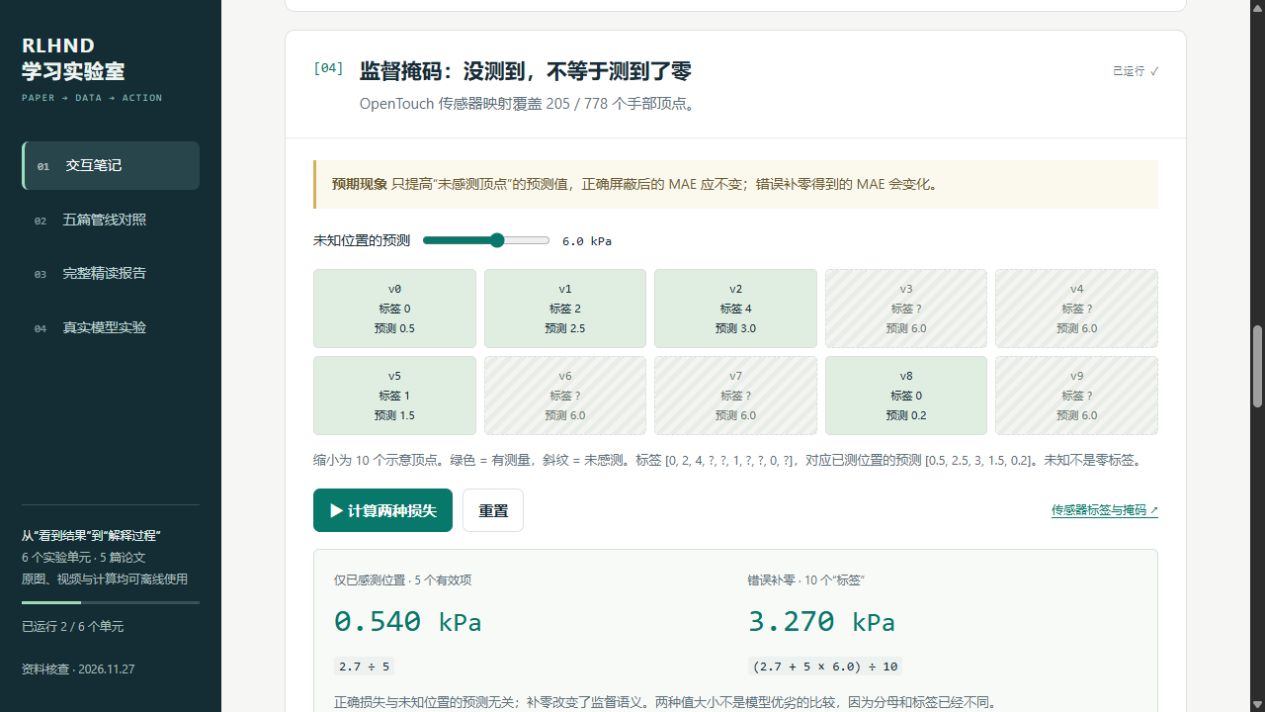 RLHND
学习实验室
PAPER → DATA → ACTION
01 交互笔记
02 五篇管线对照
03 完整精读报告
04 真实模型实验
从“看到结果”到“解释过程”
6 个实验单元 · 5 篇论文
原图、视频与计算均可离线使用
已运行 2 / 6 个单元
资料核查 · 2026.11.27
[04] 监督掩码：没测到，不等于测到了零
已运行 ✓
OpenTouch 传感器映射覆盖 205 / 778 个手部顶点。
预期现象 只提高“未感测顶点”的预测值，正确屏蔽后的 MAE 应不变；错误补零得到的 MAE 会变化。
未知位置的预测 6.0 kPa
v0
标签 0
预测 0.5
v1
标签 2
预测 2.5
v2
标签 4
预测 3.0
v3
标签 ?
预测 6.0
v4
标签 ?
预测 6.0
v5
标签 1
预测 1.5
v6
标签 ?
预测 6.0
v7
标签 ?
预测 6.0
v8
标签 0
预测 0.2
v9
标签 ?
预测 6.0
缩小为 10 个示意顶点。绿色 = 有测量，斜纹 = 未感测。标签 [0, 2, 4, ?, ?, 1, ?, ?, 0, ?]，对应已测位置的预测 [0.5, 2.5, 3, 1.5, 0.2]。未知不是零标签。
▶ 计算两种损失
重置
传感器标签与掩码 ↗
仅已感测位置 · 5 个有效项
0.540 kPa
2.7 ÷ 5
错误补零 · 10 个“标签”
3.270 kPa
(2.7 + 5 × 6.0) ÷ 10
正确损失与未知位置的预测无关；补零改变了监督语义。两种值大小不是模型优劣的比较，因为分母和标签已经不同。